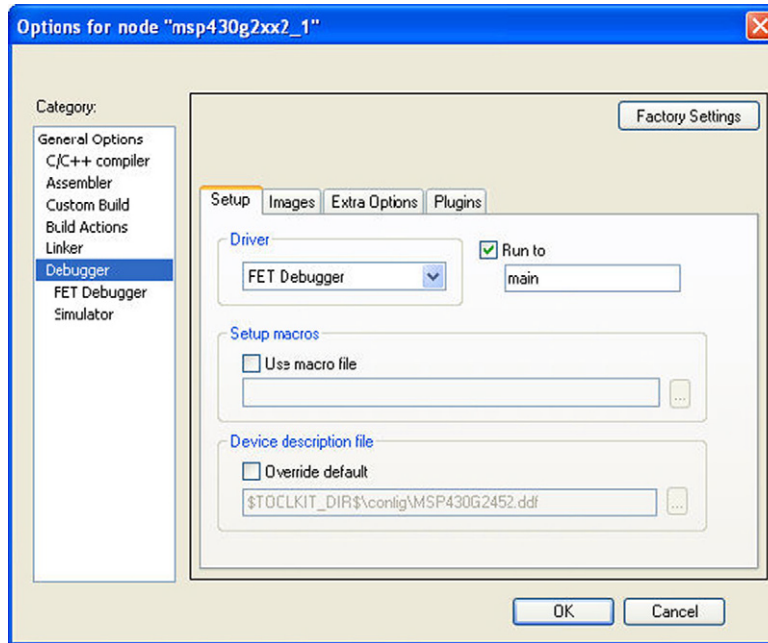 Options for node "msp430g2xx2_1"
Category:
General Options
C/C++ compiler
Assembler
Custom Build
Build Actions
Linker
Debugger
FET Debugger
Simulator
Factory Settings
Setup Images Extra Options Plugins
Driver
FET Debugger
Run to
main
Setup macros
Use macro file
...
Device description file
Override default
$TOOLKIT_DIR$\config\MSP430G2452.ddf
...
OK Cancel